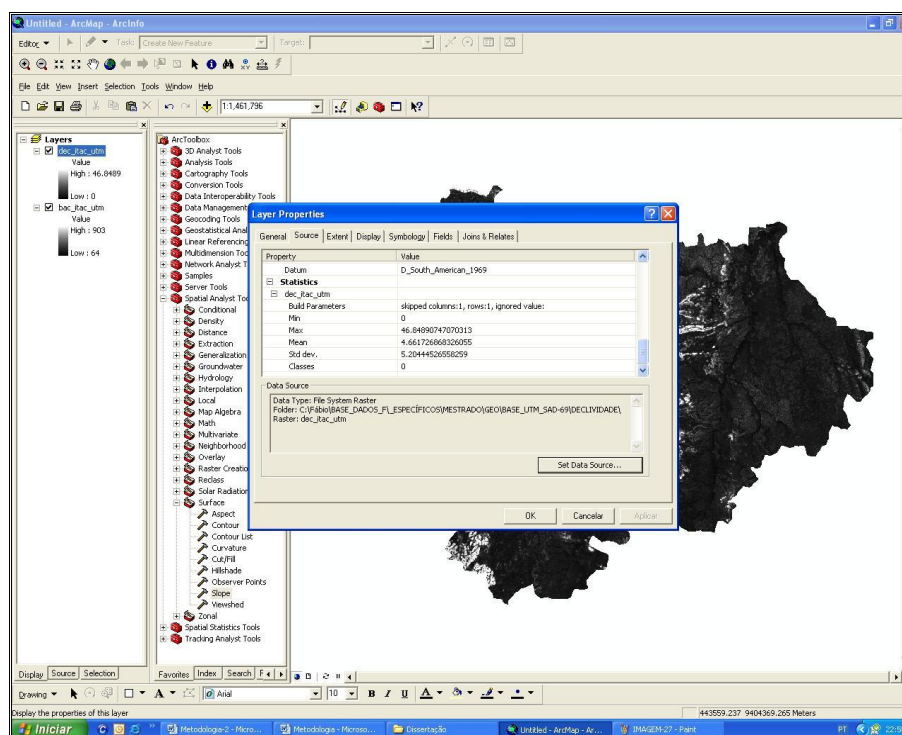 Untitled - ArcMap - ArcInfo
Editor Task: Create New Feature Target:
File Edit View Insert Selection Tools Window Help
1:1,461,796
Layers
dec_itac_utm
Value
High : 46.8489
Low : 0
bac_itac_utm
Value
High : 903
Low : 64
ArcToolbox
3D Analyst Tools
Analysis Tools
Cartography Tools
Conversion Tools
Data Interoperability Tools
Data Management
Geocoding Tools
Geostatistical Anal
Linear Referencing
Multidimension Too
Network Analyst T
Samples
Server Tools
Spatial Analyst Too
Conditional
Density
Distance
Extraction
Generalization
Groundwater
Hydrology
Interpolation
Local
Map Algebra
Math
Multivariate
Neighborhood
Overlay
Raster Creatio
Reclass
Solar Radiation
Surface
Aspect
Contour
Contour List
Curvature
Cut/Fill
Hillshade
Observer Points
Slope
Viewshed
Zonal
Spatial Statistics Tools
Tracking Analyst Tools
Layer Properties
General Source Extent Display Symbology Fields Joins & Relates
Property Value
Datum D_South_American_1969
Statistics
dec_itac_utm
Build Parameters skipped columns:1, rows:1, ignored value:
Min 0
Max 46.84890747070313
Mean 4.661726868326055
Std dev. 5.20444526558259
Classes 0
Data Source
Data Type: File System Raster
Folder: C:\Fábio\BASE_DADOS_F\_ESPECÍFICOS\MESTRADO\GEO\BASE_UTM_SAD-69\DECLIVIDADE\
Raster: dec_itac_utm
Set Data Source...
OK Cancelar Aplicar
Display Source Selection
Favorites Index Search F
Drawing Arial 10 B I U A
Display the properties of this layer
443559.237 9404369.265 Meters
Iniciar Metodologia-2 - Micro... Metodologia - Microso... Dissertação Untitled - ArcMap - Ar... IMAGEM-27 - Paint PT